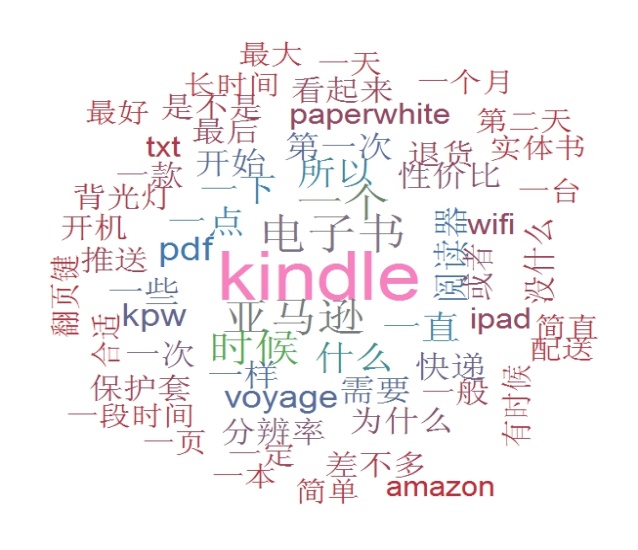 最大
一天
长时间
看起来
一个月
最好
是不是
paperwhite
第二天
最后
txt
第一次
退货
实体书
一款
开始
所以
性价比
背光灯
一下
一个
一台
开机
一点
电子书
阅读器
wifi
没什么
推送
pdf
kindle
或者
翻页键
一些
kpw
亚马逊
一直
ipad
简直
合适
一次
时候
什么
快递
配送
保护套
一样
voyage
需要
一般
有时候
一段时间
一页
分辨率
为什么
一定
一本
差不多
简单
amazon